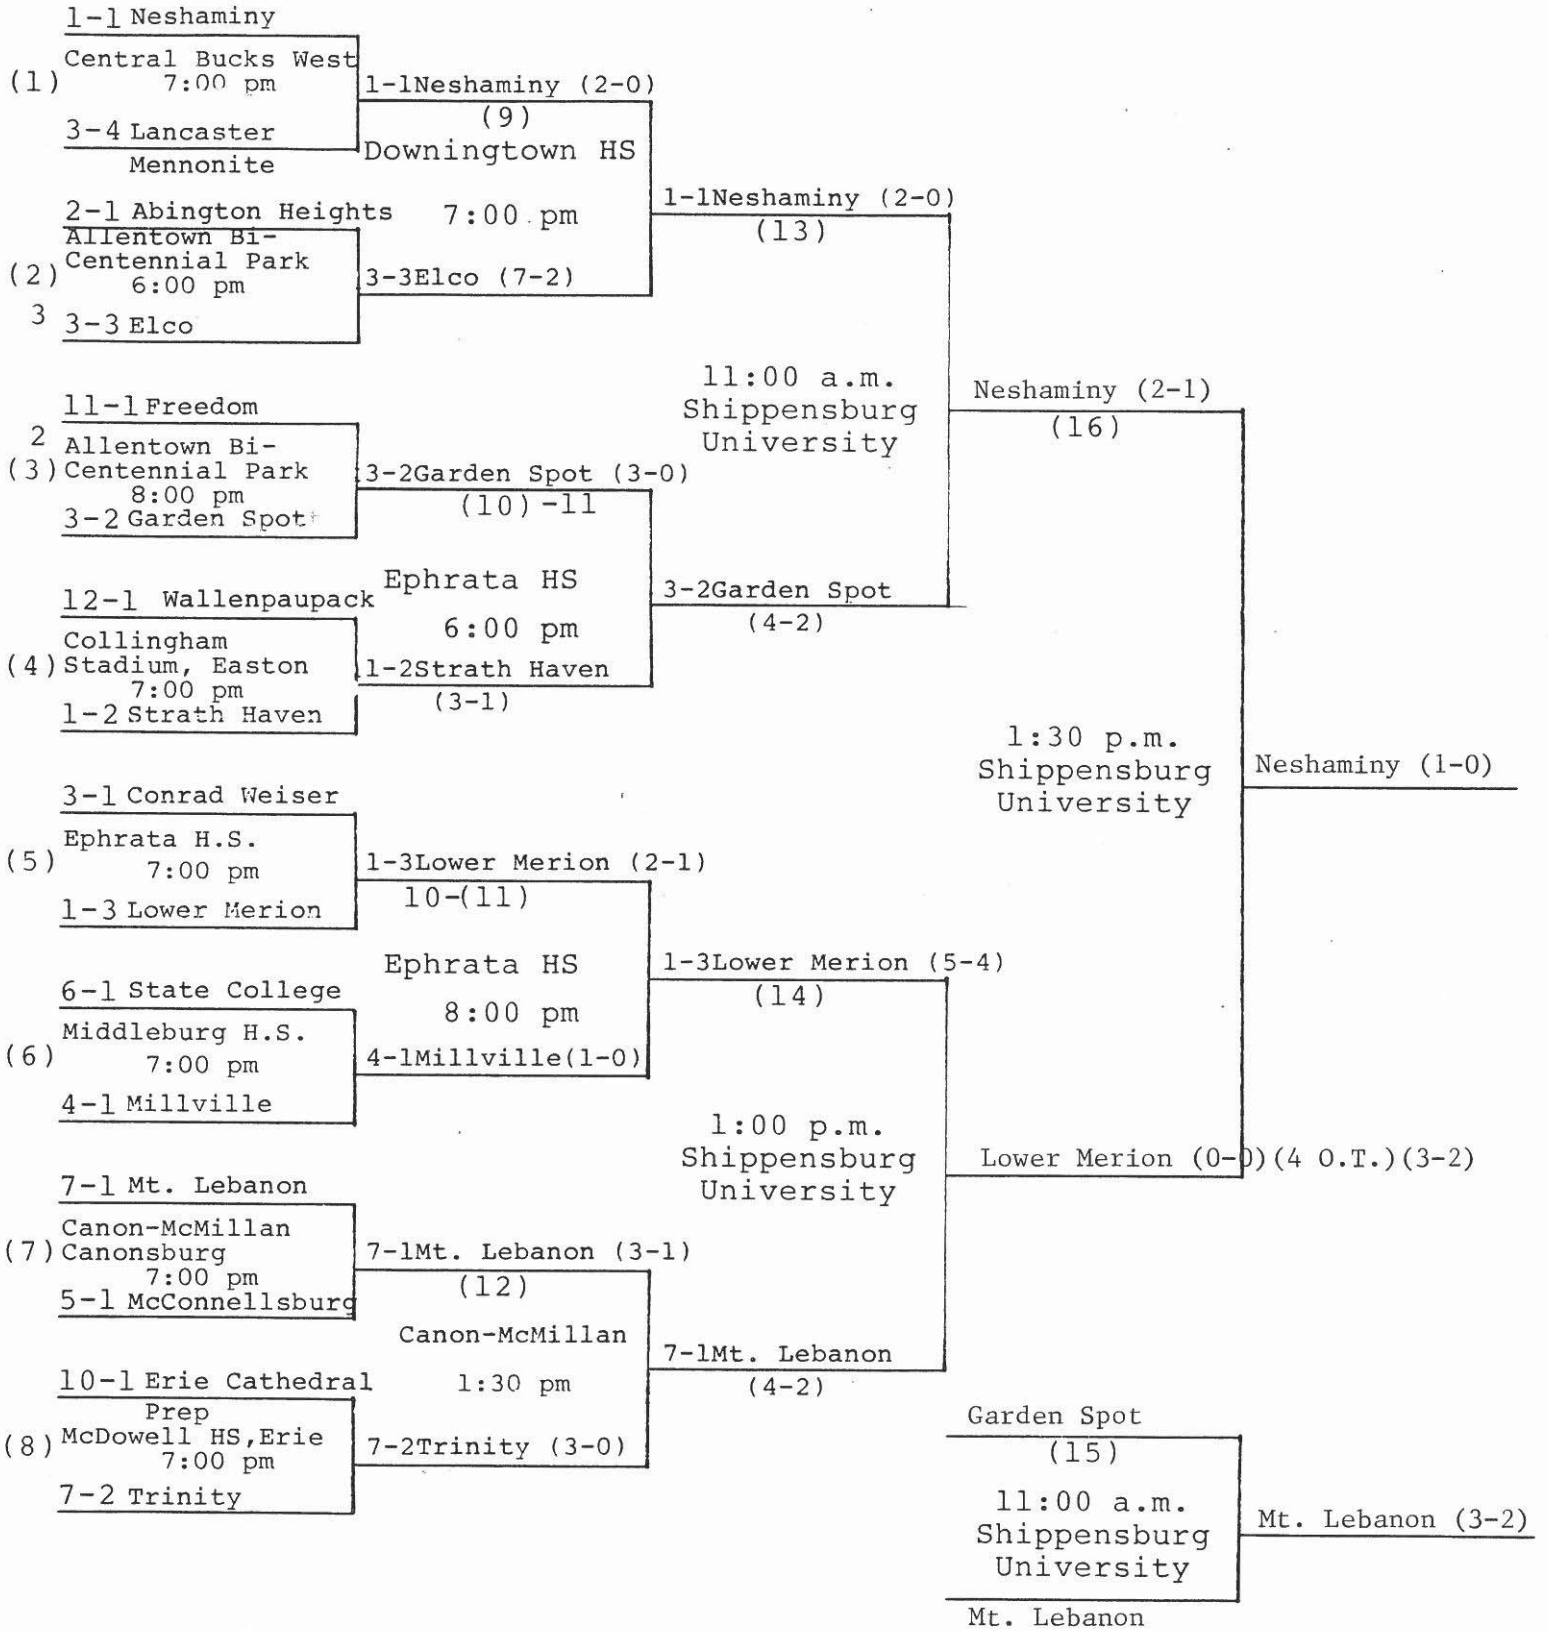 1-1 Neshaminy
Central Bucks West
(1) 7:00 pm
3-4 Lancaster
Mennonite
1-1Neshaminy (2-0)
(9)
Downingtown HS
7:00 pm
2-1 Abington Heights
Allentown Bi-
Centennial Park
(2) 6:00 pm
3
3-3 Elco
3-3Elco (7-2)
1-1Neshaminy (2-0)
(13)
11:00 a.m.
Shippensburg
University
11-1 Freedom
2
Allentown Bi-
(3) Centennial Park
8:00 pm
3-2 Garden Spot
3-2Garden Spot (3-0)
(10)-11
Ephrata HS
6:00 pm
12-1 Wallenpaupack
Collingham
(4) Stadium, Easton
7:00 pm
1-2 Strath Haven
1-2Strath Haven
(3-1)
3-2Garden Spot
(4-2)
Neshaminy (2-1)
(16)
1:30 p.m.
Shippensburg
University
Neshaminy (1-0)
3-1 Conrad Weiser
Ephrata H.S.
(5) 7:00 pm
1-3 Lower Merion
1-3Lower Merion (2-1)
10-(11)
Ephrata HS
8:00 pm
6-1 State College
Middleburg H.S.
(6) 7:00 pm
4-1 Millville
4-1Millville(1-0)
1-3Lower Merion (5-4)
(14)
1:00 p.m.
Shippensburg
University
Lower Merion (0-0)(4 O.T.)(3-2)
7-1 Mt. Lebanon
Canon-McMillan
(7) Canonsburg
7:00 pm
5-1 McConnellsburg
7-1Mt. Lebanon (3-1)
(12)
Canon-McMillan
1:30 pm
10-1 Erie Cathedral
Prep
(8) McDowell HS,Erie
7:00 pm
7-2 Trinity
7-2Trinity (3-0)
7-1Mt. Lebanon
(4-2)
Garden Spot
(15)
11:00 a.m.
Shippensburg
University
Mt. Lebanon
Mt. Lebanon (3-2)